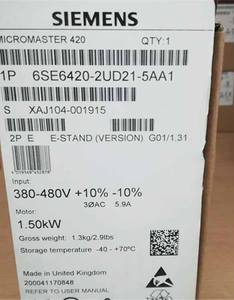 SIEMENS
MICROMASTER 420 QTY: 1
1P 6SE6420-2UD21-5AA1
S XAJ104-001915
2P E E-STAND (VERSION) G01/1.31
Input:
380-480V +10% -10%
3ØAC 5.9A
Motor:
1.50kW
Gross weight: 1.3kg/2.9lbs
Storage temperature -40 - +70°C
Made in United Kingdom
200041170848
REFER TO USER MANUAL